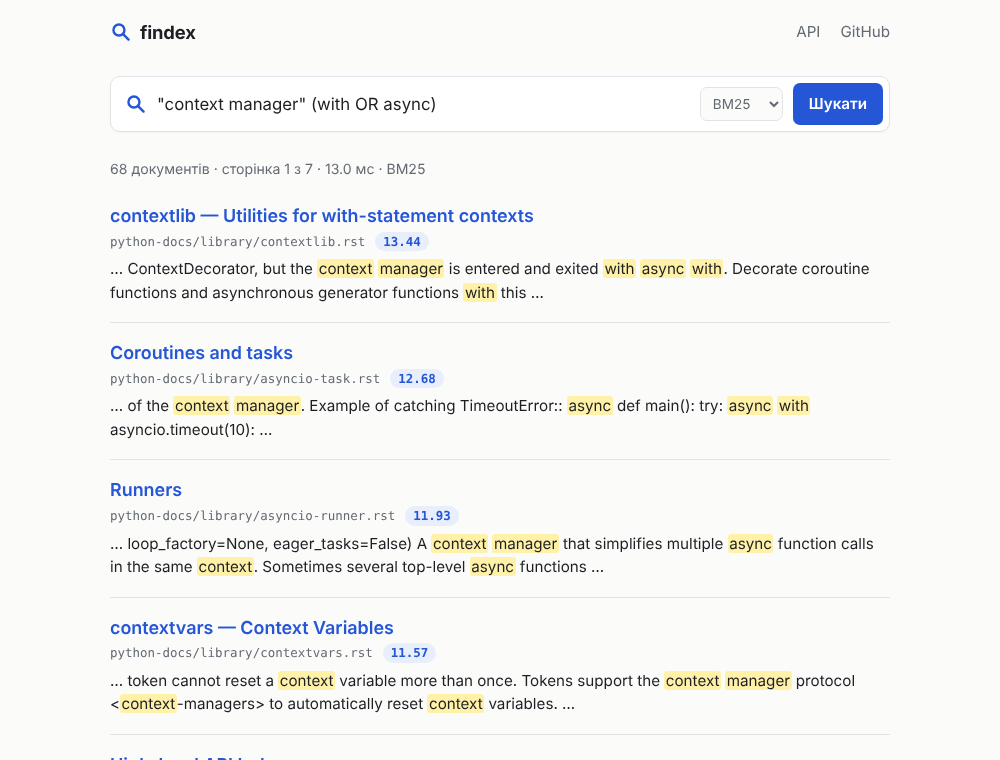 findex
API GitHub
"context manager" (with OR async) BM25 Шукати
68 документів · сторінка 1 з 7 · 13.0 мс · BM25
contextlib — Utilities for with-statement contexts
python-docs/library/contextlib.rst 13.44
... ContextDecorator, but the context manager is entered and exited with async with. Decorate coroutine
functions and asynchronous generator functions with this ...
Coroutines and tasks
python-docs/library/asyncio-task.rst 12.68
... of the context manager. Example of catching TimeoutError:: async def main(): try: async with
asyncio.timeout(10): ...
Runners
python-docs/library/asyncio-runner.rst 11.93
... loop_factory=None, eager_tasks=False) A context manager that simplifies multiple async function calls
in the same context. Sometimes several top-level async functions ...
contextvars — Context Variables
python-docs/library/contextvars.rst 11.57
... token cannot reset a context variable more than once. Tokens support the context manager protocol
<context-managers> to automatically reset context variables. ...